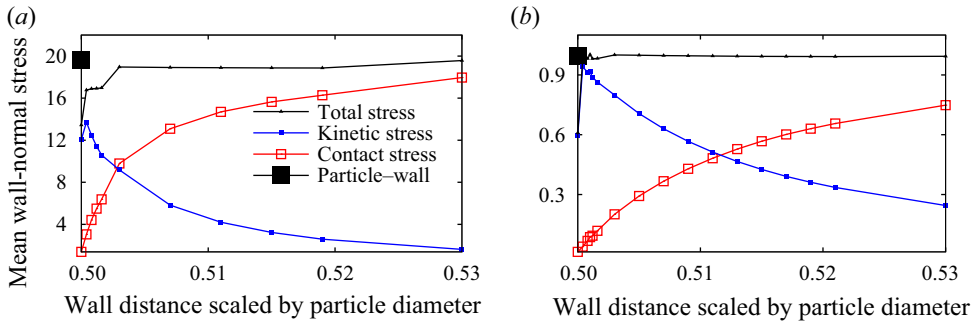 (a)
Mean wall-normal stress
20
16
12
8
4
Total stress
Kinetic stress
Contact stress
Particle–wall
0.50 0.51 0.52 0.53
Wall distance scaled by particle diameter
(b)
0.9
0.6
0.3
0.50 0.51 0.52 0.53
Wall distance scaled by particle diameter